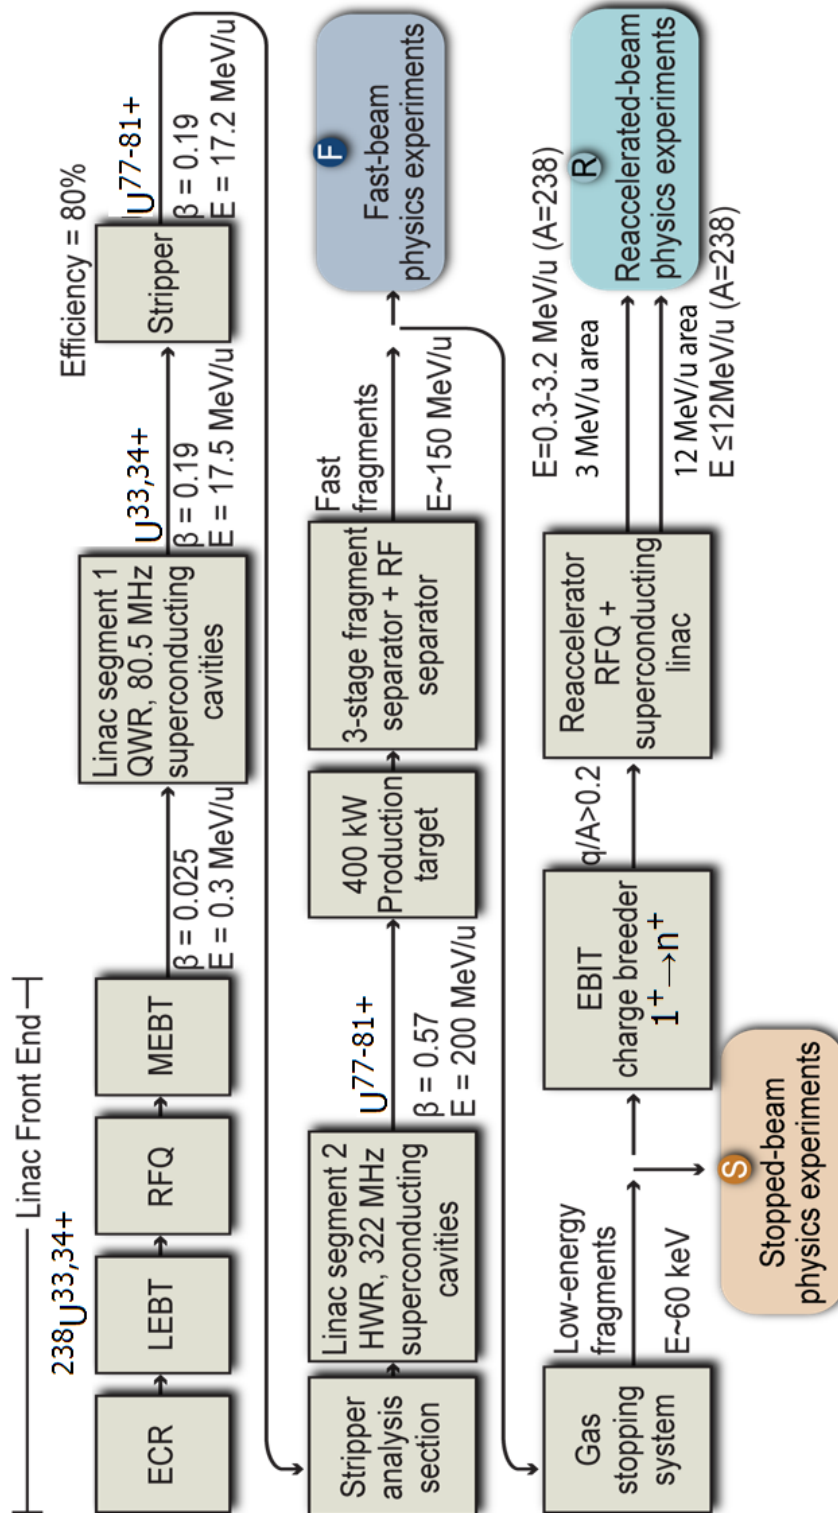 Linac Front End
²³⁸U³³,³⁴⁺
ECR
LEBT
RFQ
MEBT
β = 0.025
E = 0.3 MeV/u
Linac segment 1
QWR, 80.5 MHz
superconducting
cavities
U³³,³⁴⁺
β = 0.19
E = 17.5 MeV/u
Efficiency = 80%
Stripper
U⁷⁷⁻⁸¹⁺
β = 0.19
E = 17.2 MeV/u
Stripper
analysis
section
Linac segment 2
HWR, 322 MHz
superconducting
cavities
U⁷⁷⁻⁸¹⁺
β = 0.57
E = 200 MeV/u
400 kW
Production
target
3-stage fragment
separator + RF
separator
Fast
fragments
E~150 MeV/u
F
Fast-beam
physics experiments
Gas
stopping
system
Low-energy
fragments
E~60 keV
S
Stopped-beam
physics experiments
EBIT
charge breeder
1⁺→n⁺
q/A>0.2
Reaccelerator
RFQ +
superconducting
linac
E=0.3-3.2 MeV/u (A=238)
3 MeV/u area
12 MeV/u area
E ≤12MeV/u (A=238)
R
Reaccelerated-beam
physics experiments